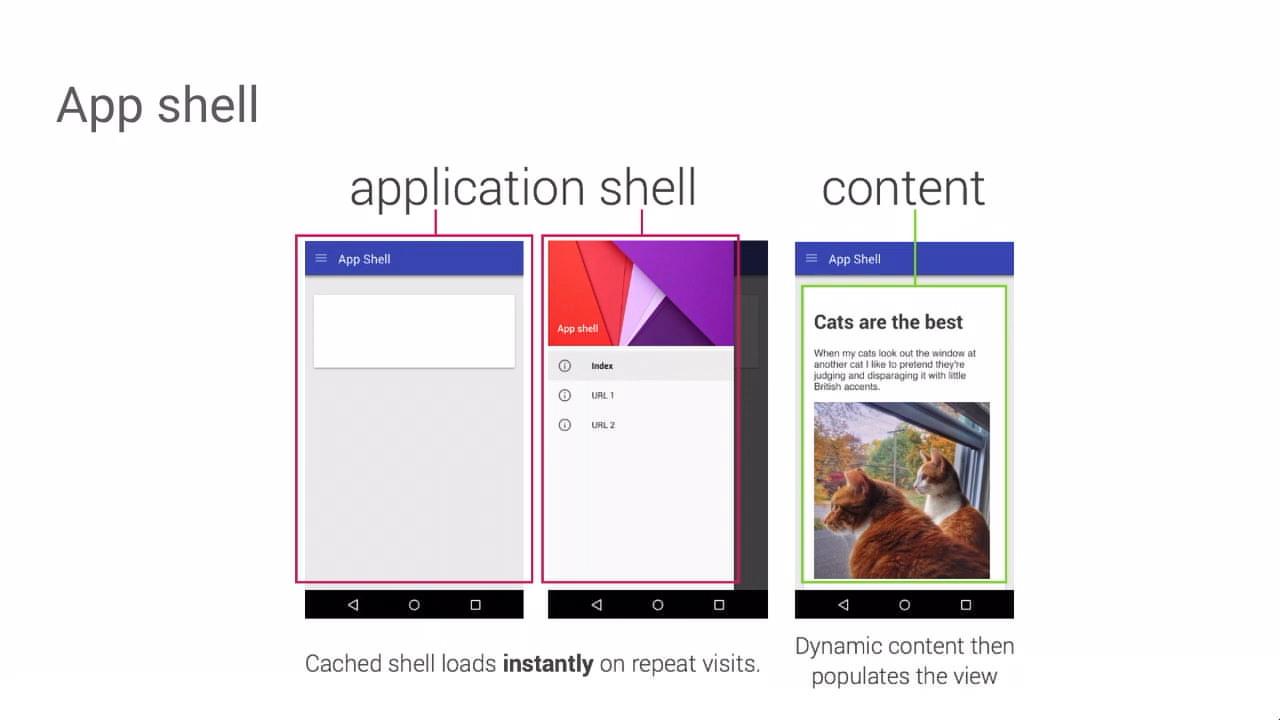 App shell
application shell
content
App Shell
App shell
Index
URL 1
URL 2
App Shell
Cats are the best
When my cats look out the window at
another cat I like to pretend they're
judging and disparaging it with little
British accents.
Cached shell loads instantly on repeat visits.
Dynamic content then
populates the view